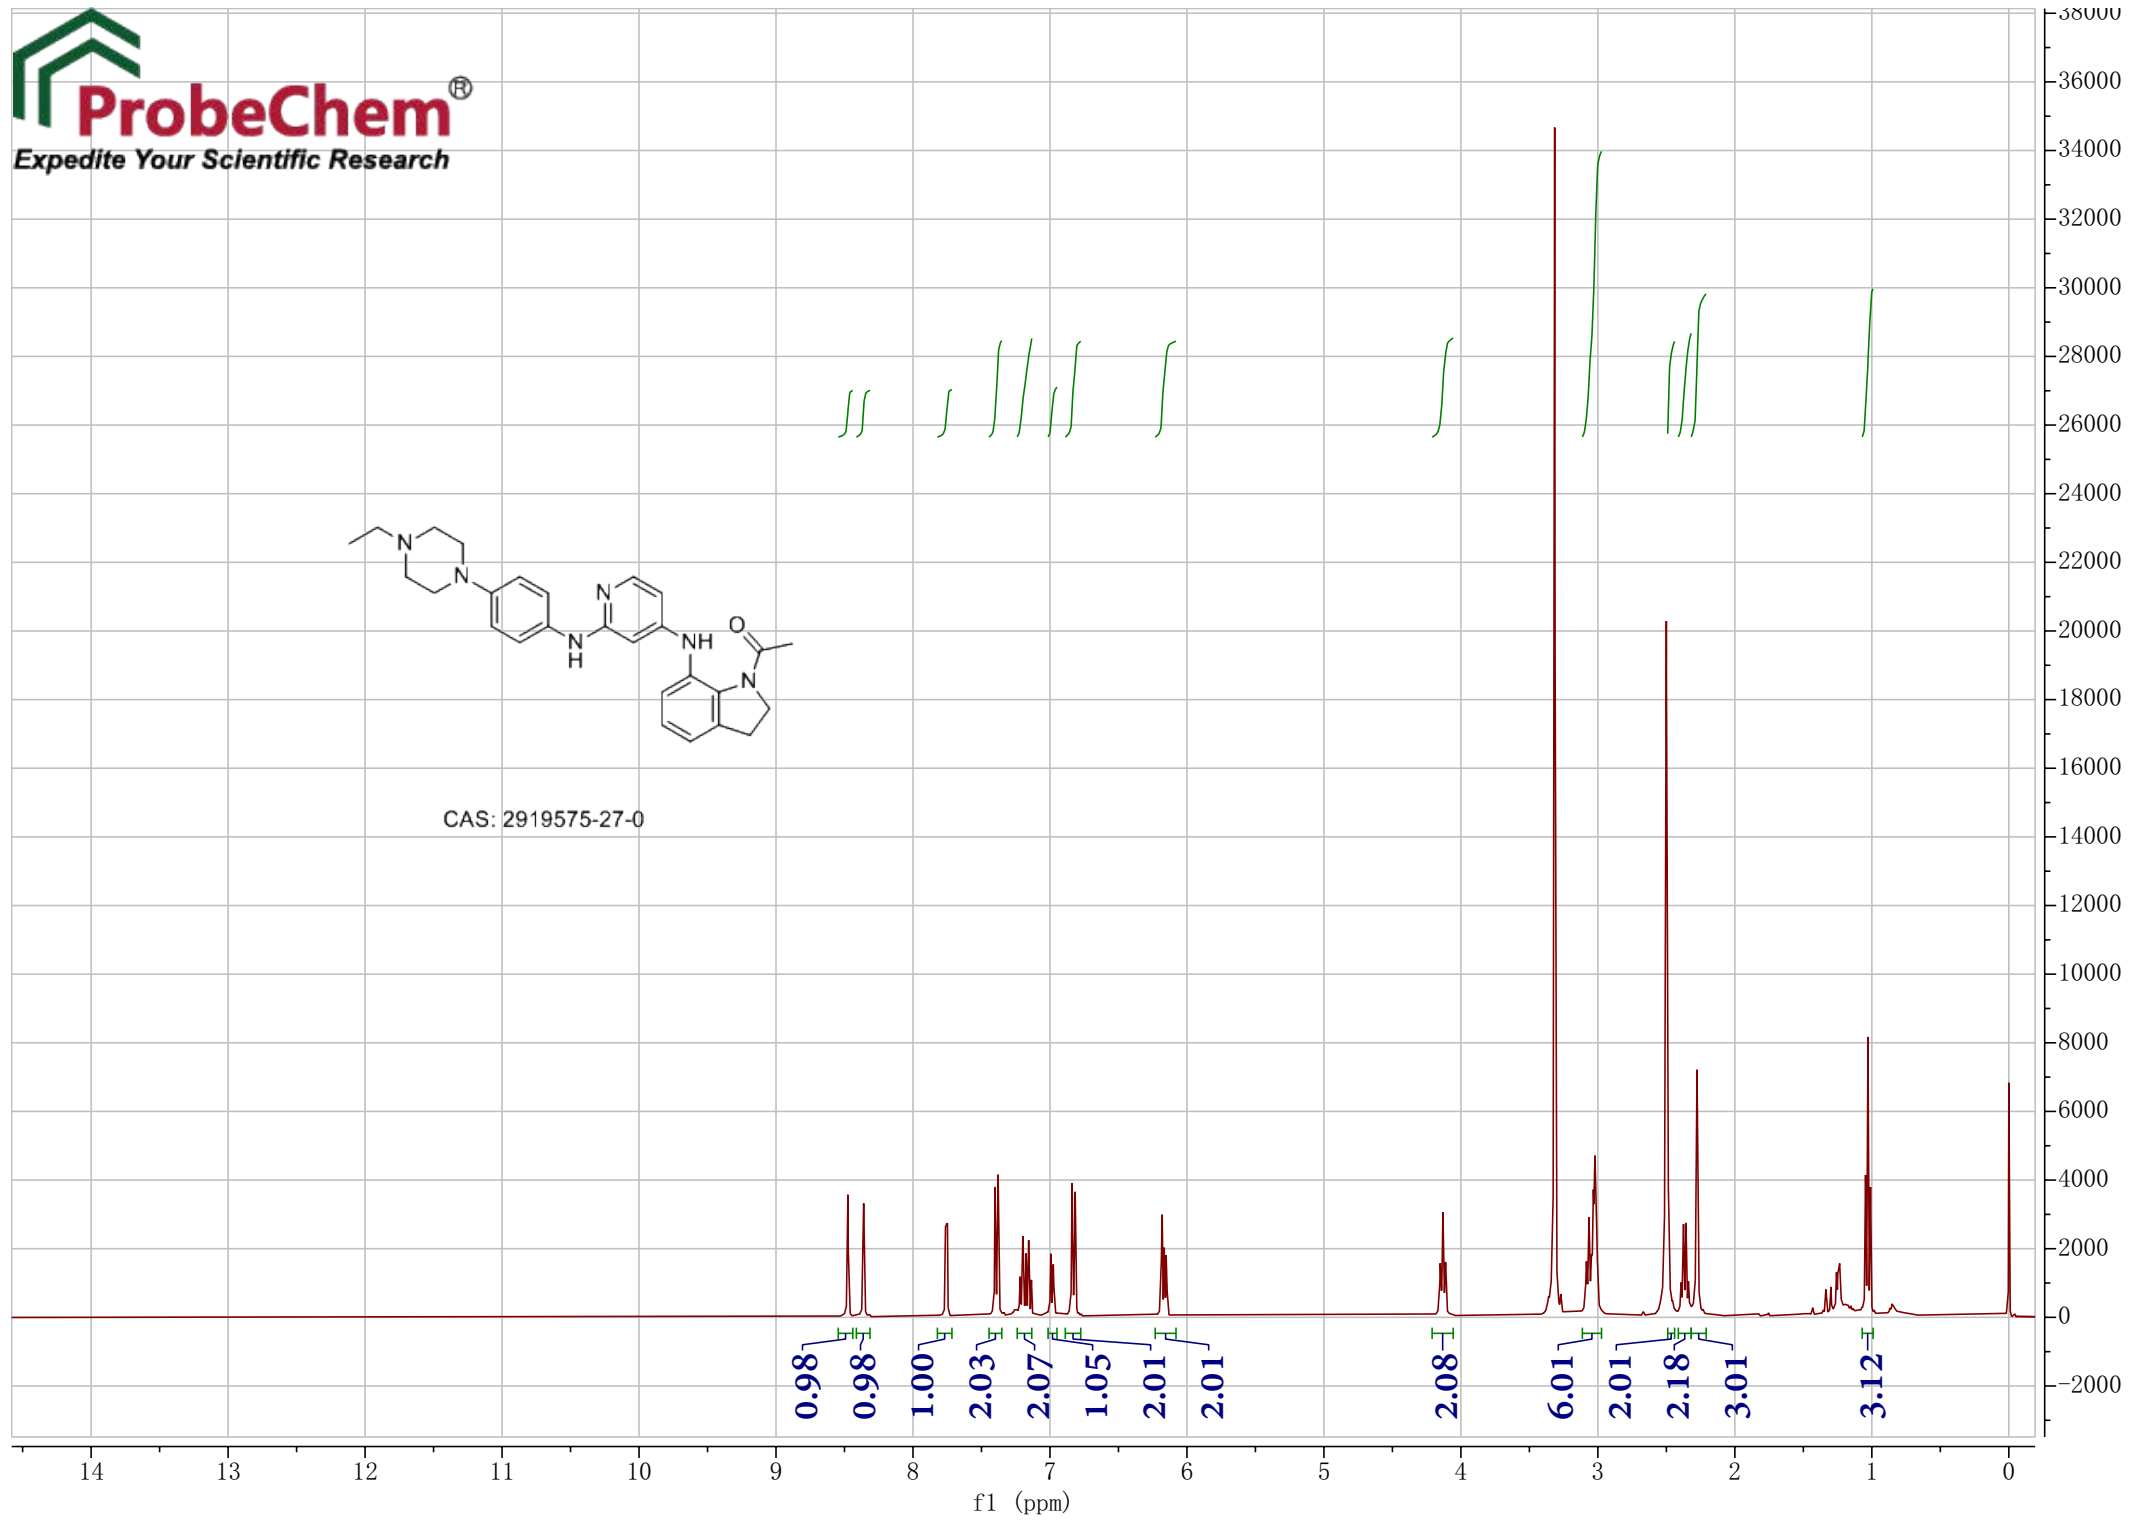 ProbeChem®
Expedite Your Scientific Research
38000
36000
34000
32000
30000
28000
26000
24000
22000
20000
18000
16000
14000
12000
10000
8000
6000
4000
2000
0
-2000
N
N
N
N
H
NH
O
N
CAS: 2919575-27-0
0.98
0.98
1.00
2.03
2.07
1.05
2.01
2.01
2.08
6.01
2.01
2.18
3.01
3.12
14 13 12 11 10 9 8 7 6 5 4 3 2 1 0
f1 (ppm)